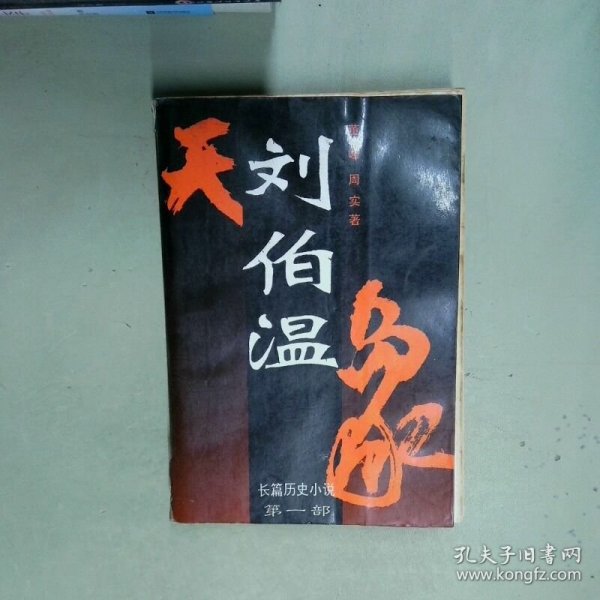 天
刘伯温
象
周实著
长篇历史小说
第一部
孔夫子旧书网
www.kongfz.com